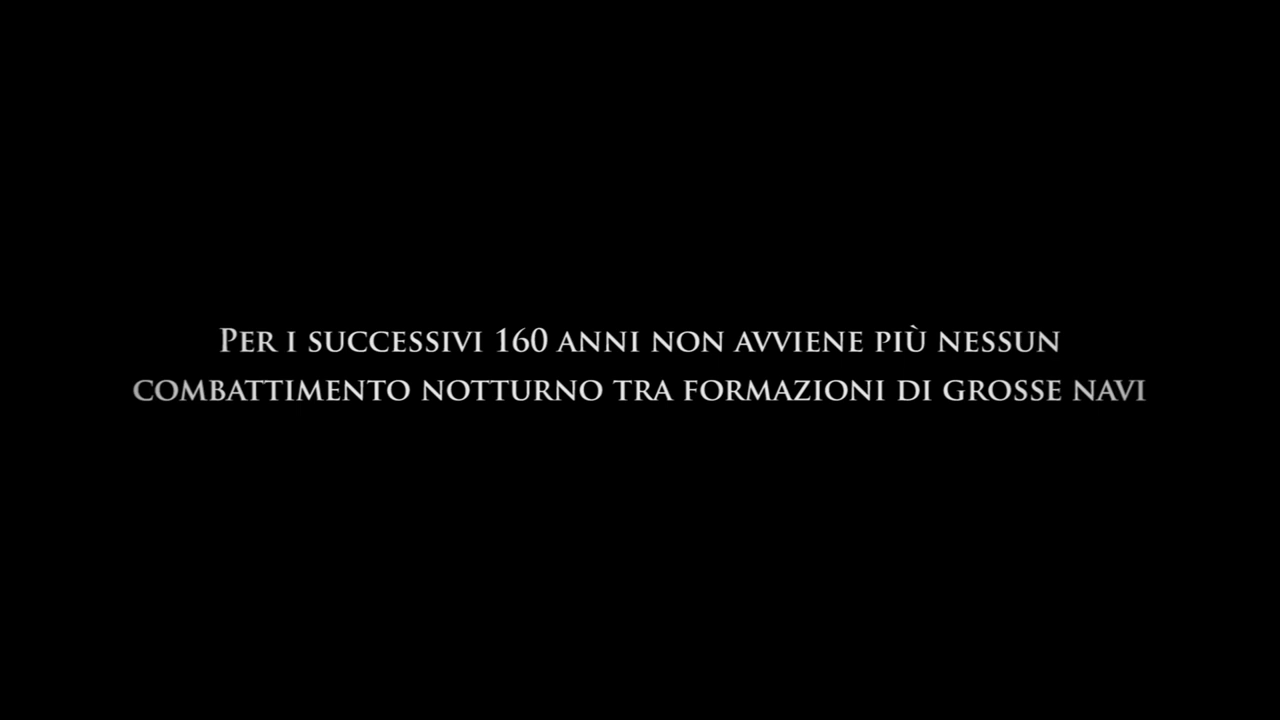 Per i successivi 160 anni non avviene più nessun
combattimento notturno tra formazioni di grosse navi